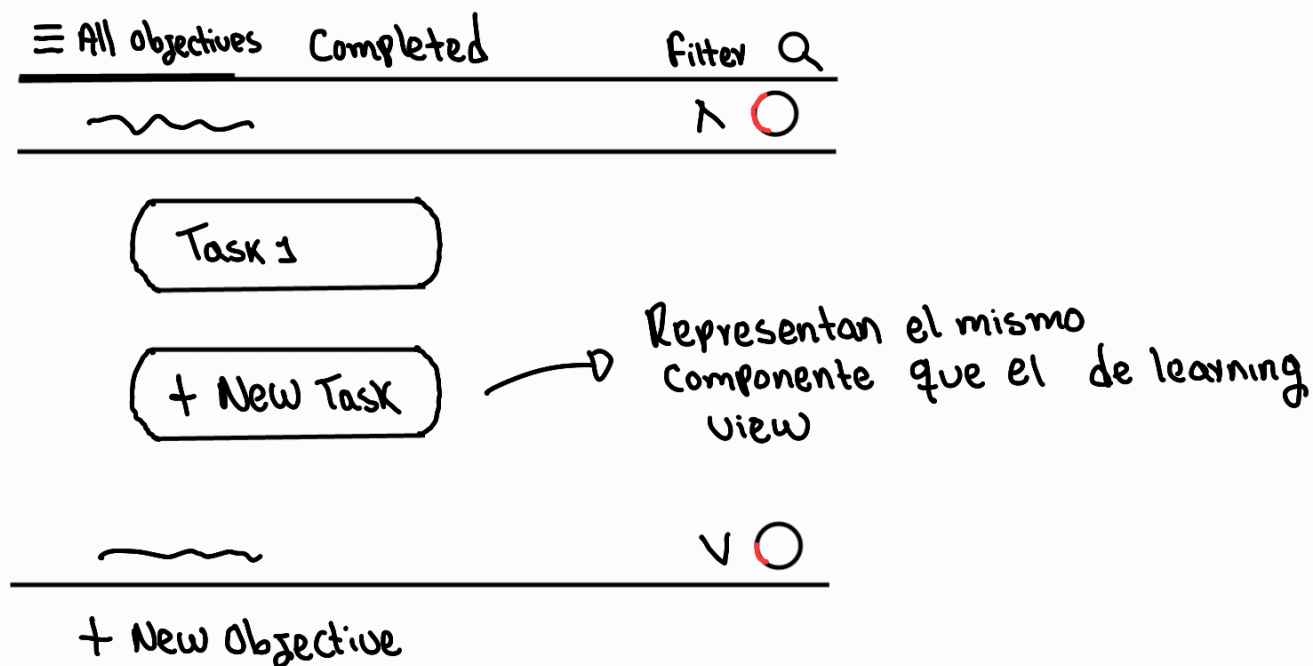 All objectives Completed Filter
Task 1
+ New Task
Representan el mismo
componente que el de learning
view
+ New Objective